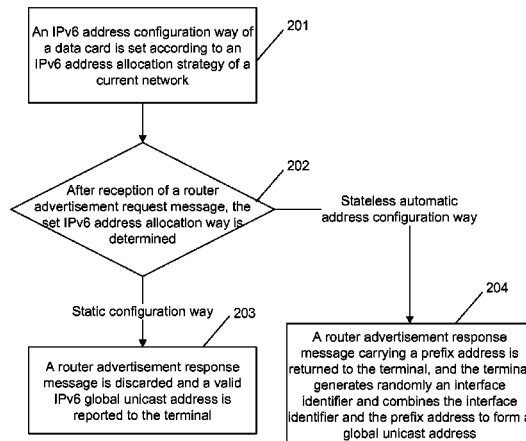 An IPv6 address configuration way of
a data card is set according to an
IPv6 address allocation strategy of a
current network
201
After reception of a router
advertisement request message, the
set IPv6 address allocation way is
determined
202
Stateless automatic
address configuration way
Static configuration way
203
A router advertisement response
message is discarded and a valid
IPv6 global unicast address is
reported to the terminal
204
A router advertisement response
message carrying a prefix address is
returned to the terminal, and the terminal
generates randomly an interface
identifier and combines the interface
identifier and the prefix address to form a
global unicast address